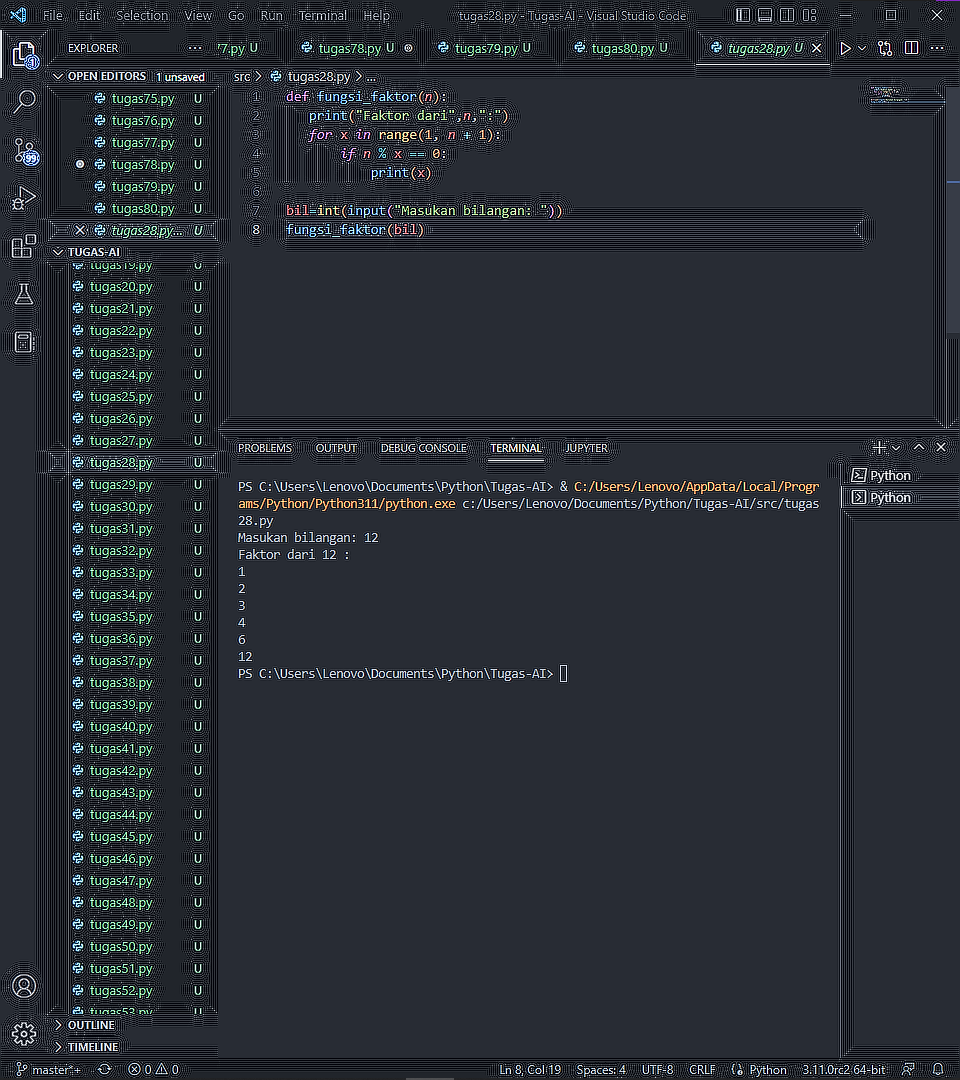 File Edit Selection View Go Run Terminal Help tugas28.py - Tugas-AI - Visual Studio Code
EXPLORER ... 77.py U tugas78.py U tugas79.py U tugas80.py U tugas28.py U ...
OPEN EDITORS 1 unsaved
tugas75.py U
tugas76.py U
tugas77.py U
tugas78.py U
tugas79.py U
tugas80.py U
tugas28.py... U
TUGAS-AI
tugas19.py U
tugas20.py U
tugas21.py U
tugas22.py U
tugas23.py U
tugas24.py U
tugas25.py U
tugas26.py U
tugas27.py U
tugas28.py U
tugas29.py U
tugas30.py U
tugas31.py U
tugas32.py U
tugas33.py U
tugas34.py U
tugas35.py U
tugas36.py U
tugas37.py U
tugas38.py U
tugas39.py U
tugas40.py U
tugas41.py U
tugas42.py U
tugas43.py U
tugas44.py U
tugas45.py U
tugas46.py U
tugas47.py U
tugas48.py U
tugas49.py U
tugas50.py U
tugas51.py U
tugas52.py U
tugas53.py U
OUTLINE
TIMELINE
99
src > tugas28.py > ...
1 def fungsi_faktor(n):
2 print("Faktor dari",n,":")
3 for x in range(1, n + 1):
4 if n % x == 0:
5 print(x)
6
7 bil=int(input("Masukan bilangan: "))
8 fungsi_faktor(bil)
PROBLEMS OUTPUT DEBUG CONSOLE TERMINAL JUPYTER
PS C:\Users\Lenovo\Documents\Python\Tugas-AI> & C:/Users/Lenovo/AppData/Local/Progr
ams/Python/Python311/python.exe c:/Users/Lenovo/Documents/Python/Tugas-AI/src/tugas
28.py
Masukan bilangan: 12
Faktor dari 12 :
1
2
3
4
6
12
PS C:\Users\Lenovo\Documents\Python\Tugas-AI>
Python
Python
master*+ 0 0 Ln 8, Col 19 Spaces: 4 UTF-8 CRLF Python 3.11.0rc2 64-bit